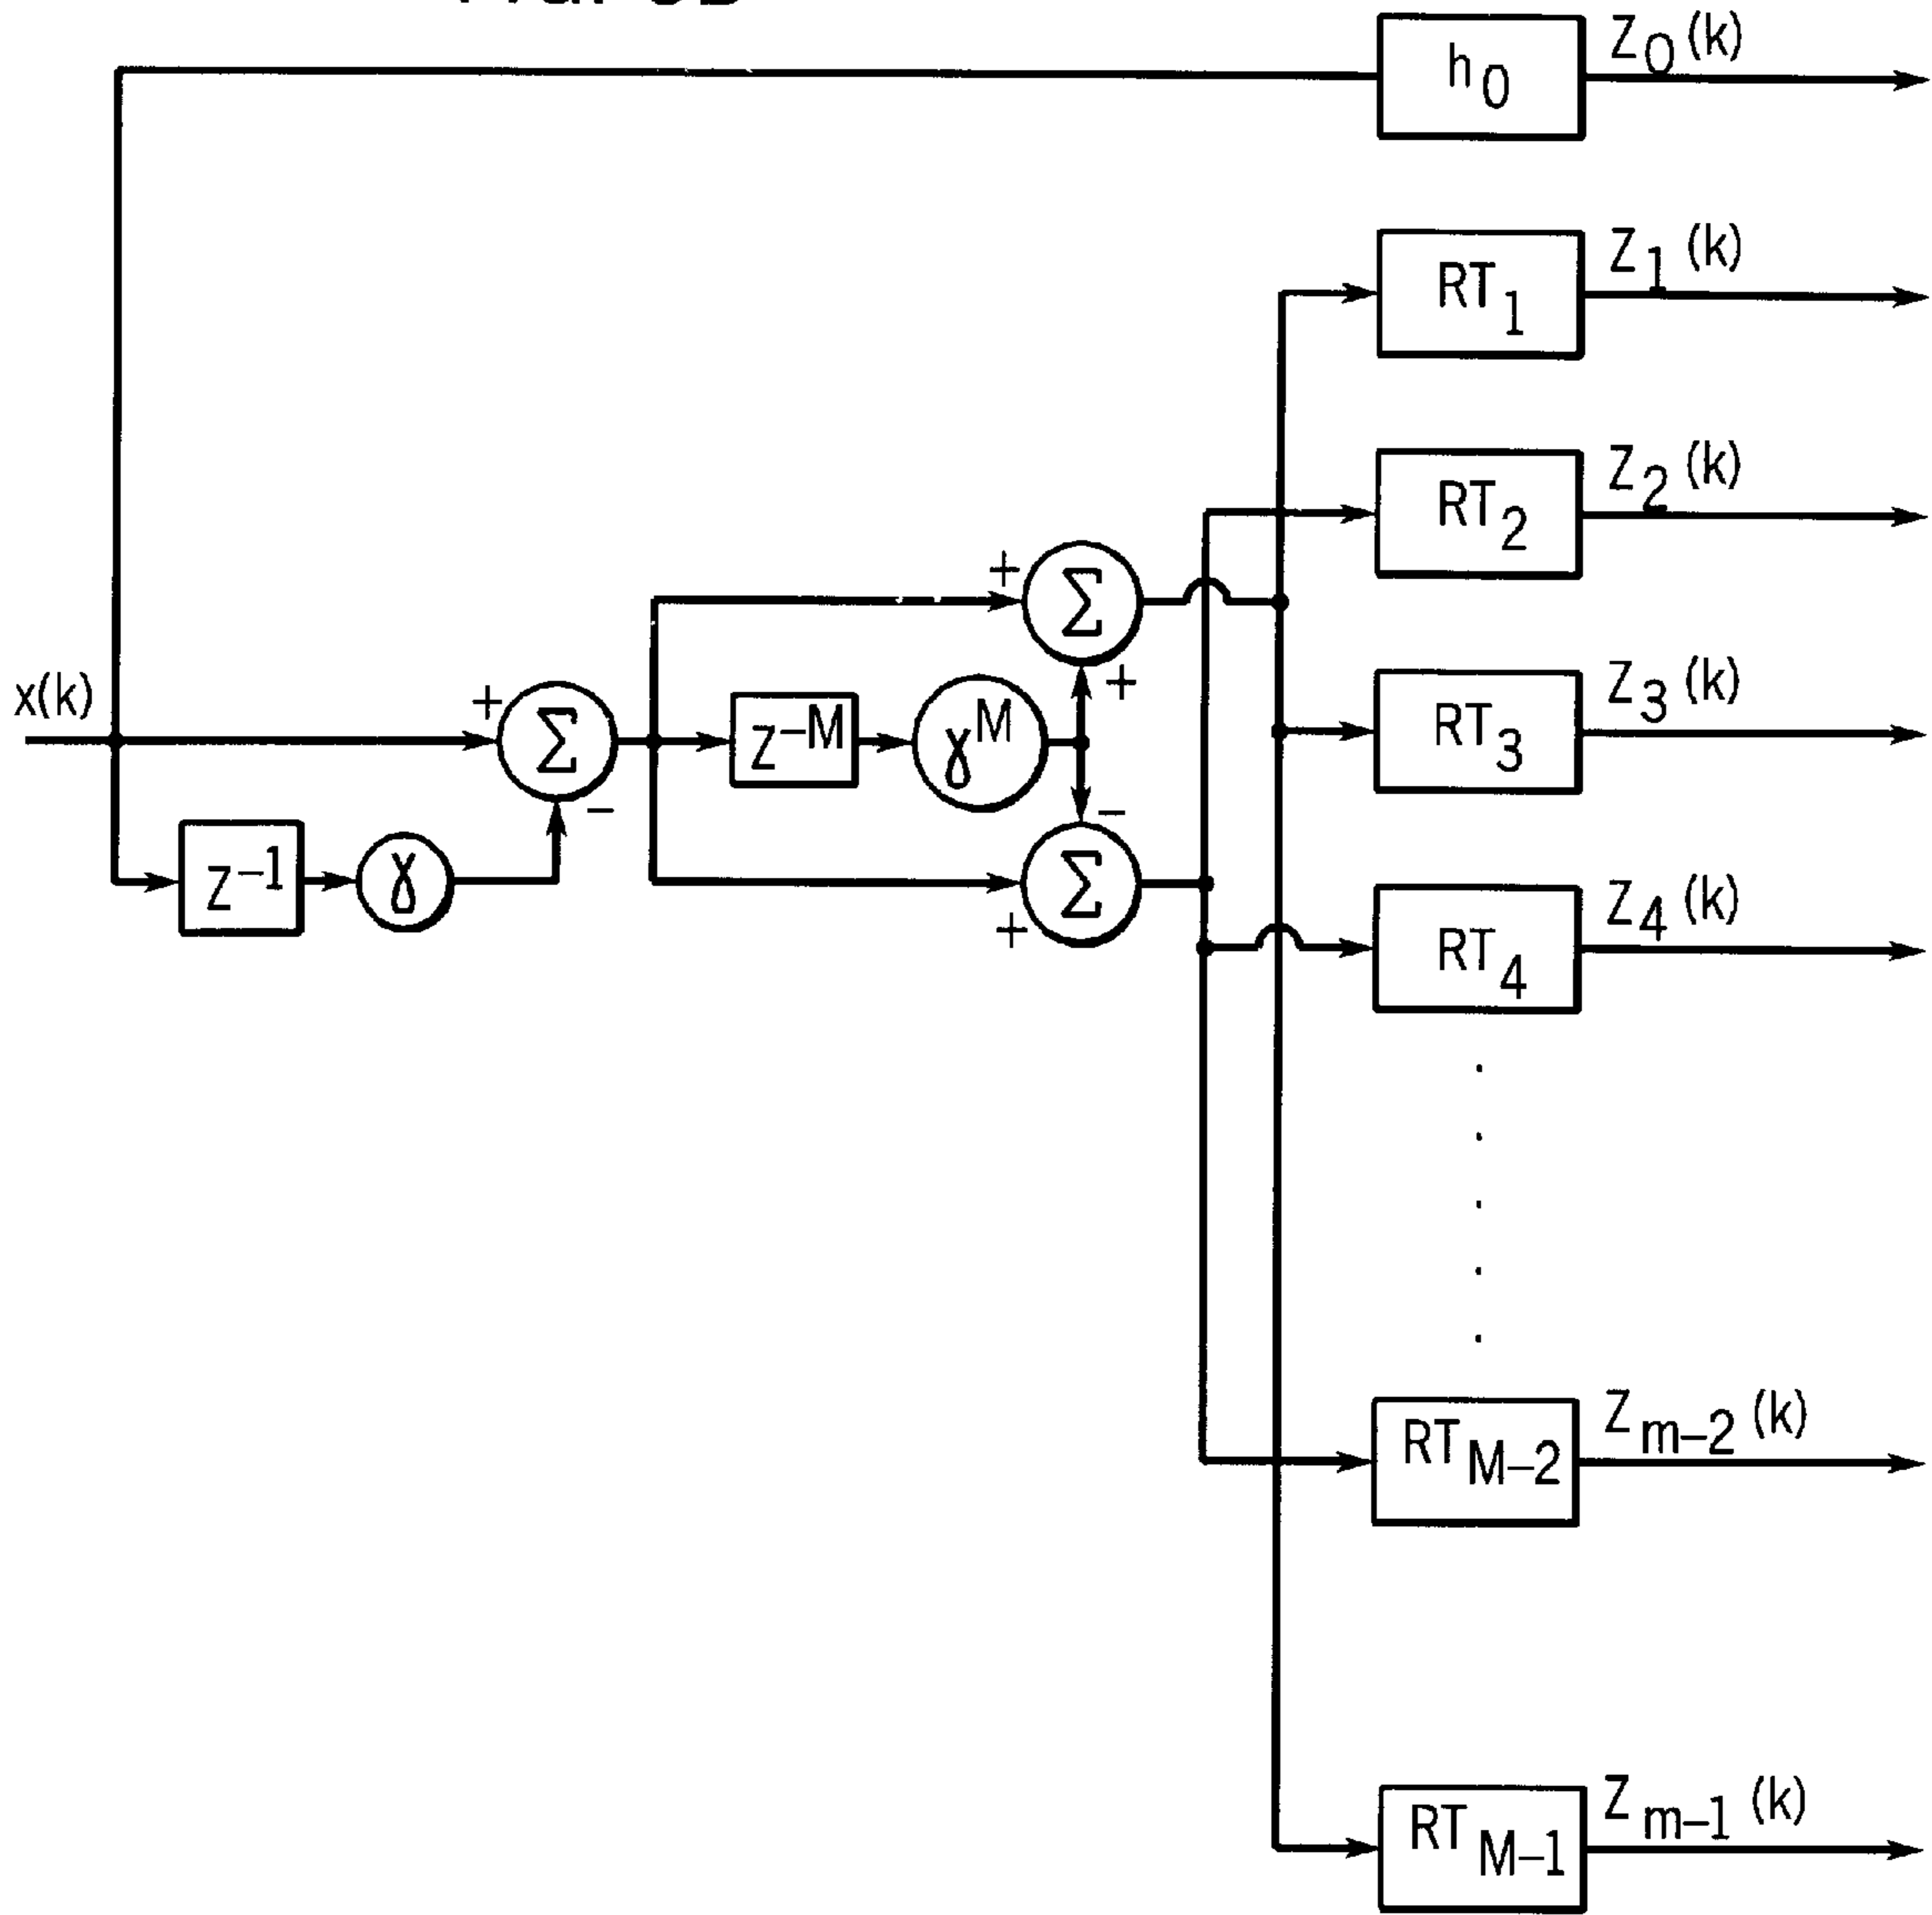 h0
Z0(k)
RT1
Z1(k)
RT2
Z2(k)
+
Σ
+
x(k)
+
Σ
−
z−M
γM
RT3
Z3(k)
z−1
γ
−
Σ
+
RT4
Z4(k)
.
.
.
.
.
RTM−2
Zm−2(k)
RTM−1
Zm−1(k)